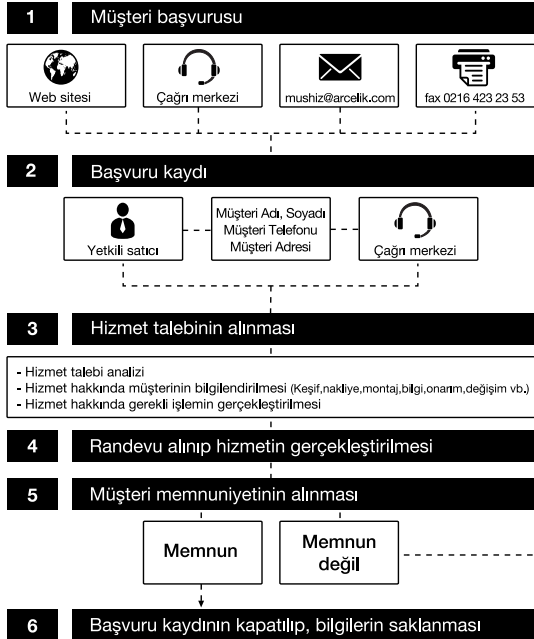 1 Müşteri başvurusu
Web sitesi
Çağrı merkezi
mushiz@arcelik.com
fax 0216 423 23 53
2 Başvuru kaydı
Yetkili satıcı
Müşteri Adı, Soyadı
Müşteri Telefonu
Müşteri Adresi
Çağrı merkezi
3 Hizmet talebinin alınması
- Hizmet talebi analizi
- Hizmet hakkında müşterinin bilgilendirilmesi (Keşif,nakliye,montaj,bilgi,onarım,değişim vb.)
- Hizmet hakkında gerekli işlemin gerçekleştirilmesi
4 Randevu alınıp hizmetin gerçekleştirilmesi
5 Müşteri memnuniyetinin alınması
Memnun
Memnun
değil
6 Başvuru kaydının kapatılıp, bilgilerin saklanması